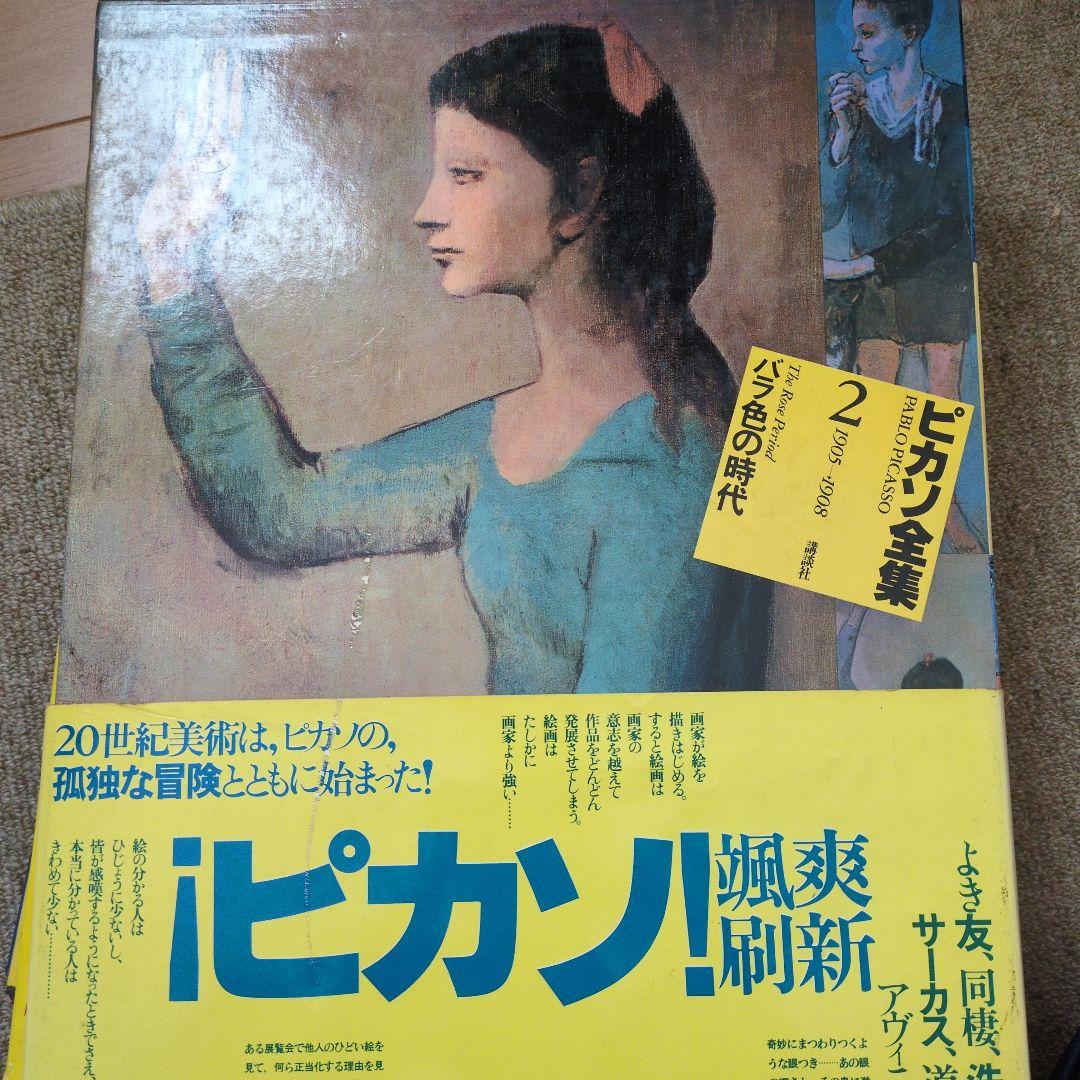 ピカソ全集
PABLO PICASSO
2 1905—1908
講談社
The Rose Period
バラ色の時代
20世紀美術は,ピカソの,
孤独な冒険とともに始まった!
画家が絵を
描きはじめる。
すると絵画は
画家の
意志を越えて
作品をどんどん
発展させてしまう。
絵画は
たしかに
画家より強い……
¡ピカソ!
爽新
颯刷
絵の分かる人は
ひじょうに少ないし、
皆が感嘆するようになったときでさえ、
本当に分かっている人は
きわめて少ない…………
よき友、同棲、洗
サーカス、道
アヴィ
ある展覧会で他人のひどい絵を
見て，何ら正当化する理由を見
奇妙にまつわりつくよ
うな眼つき……あの眼